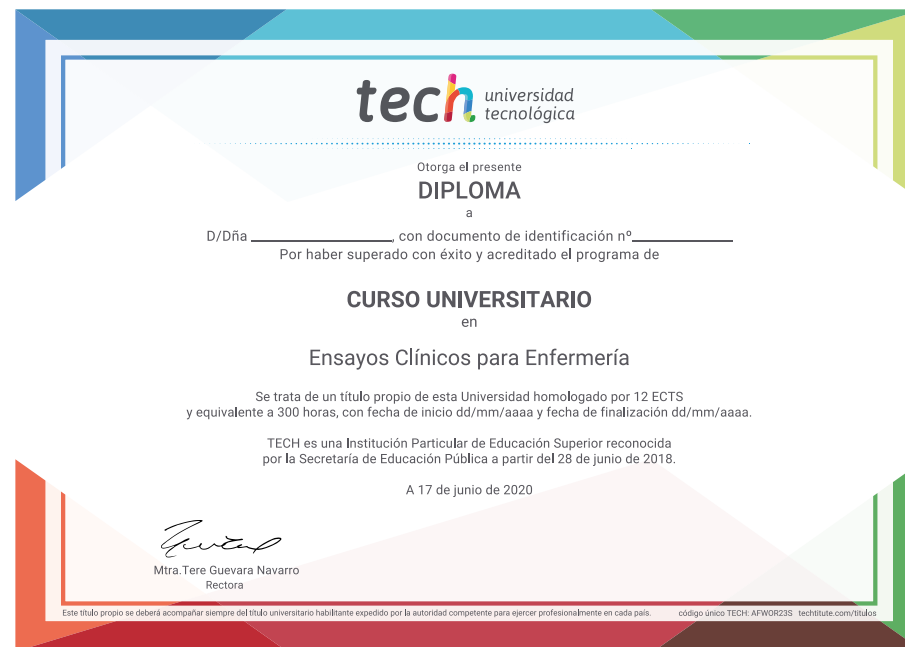 tech universidad
tecnológica
Otorga el presente
DIPLOMA
a
D/Dña ________________, con documento de identificación nº____________
Por haber superado con éxito y acreditado el programa de
CURSO UNIVERSITARIO
en
Ensayos Clínicos para Enfermería
Se trata de un título propio de esta Universidad homologado por 12 ECTS
y equivalente a 300 horas, con fecha de inicio dd/mm/aaaa y fecha de finalización dd/mm/aaaa.
TECH es una Institución Particular de Educación Superior reconocida
por la Secretaría de Educación Pública a partir del 28 de junio de 2018.
A 17 de junio de 2020
Mtra.Tere Guevara Navarro
Rectora
Este título propio se deberá acompañar siempre del título universitario habilitante expedido por la autoridad competente para ejercer profesionalmente en cada país. código único TECH: AFWOR23S techtitute.com/titulos